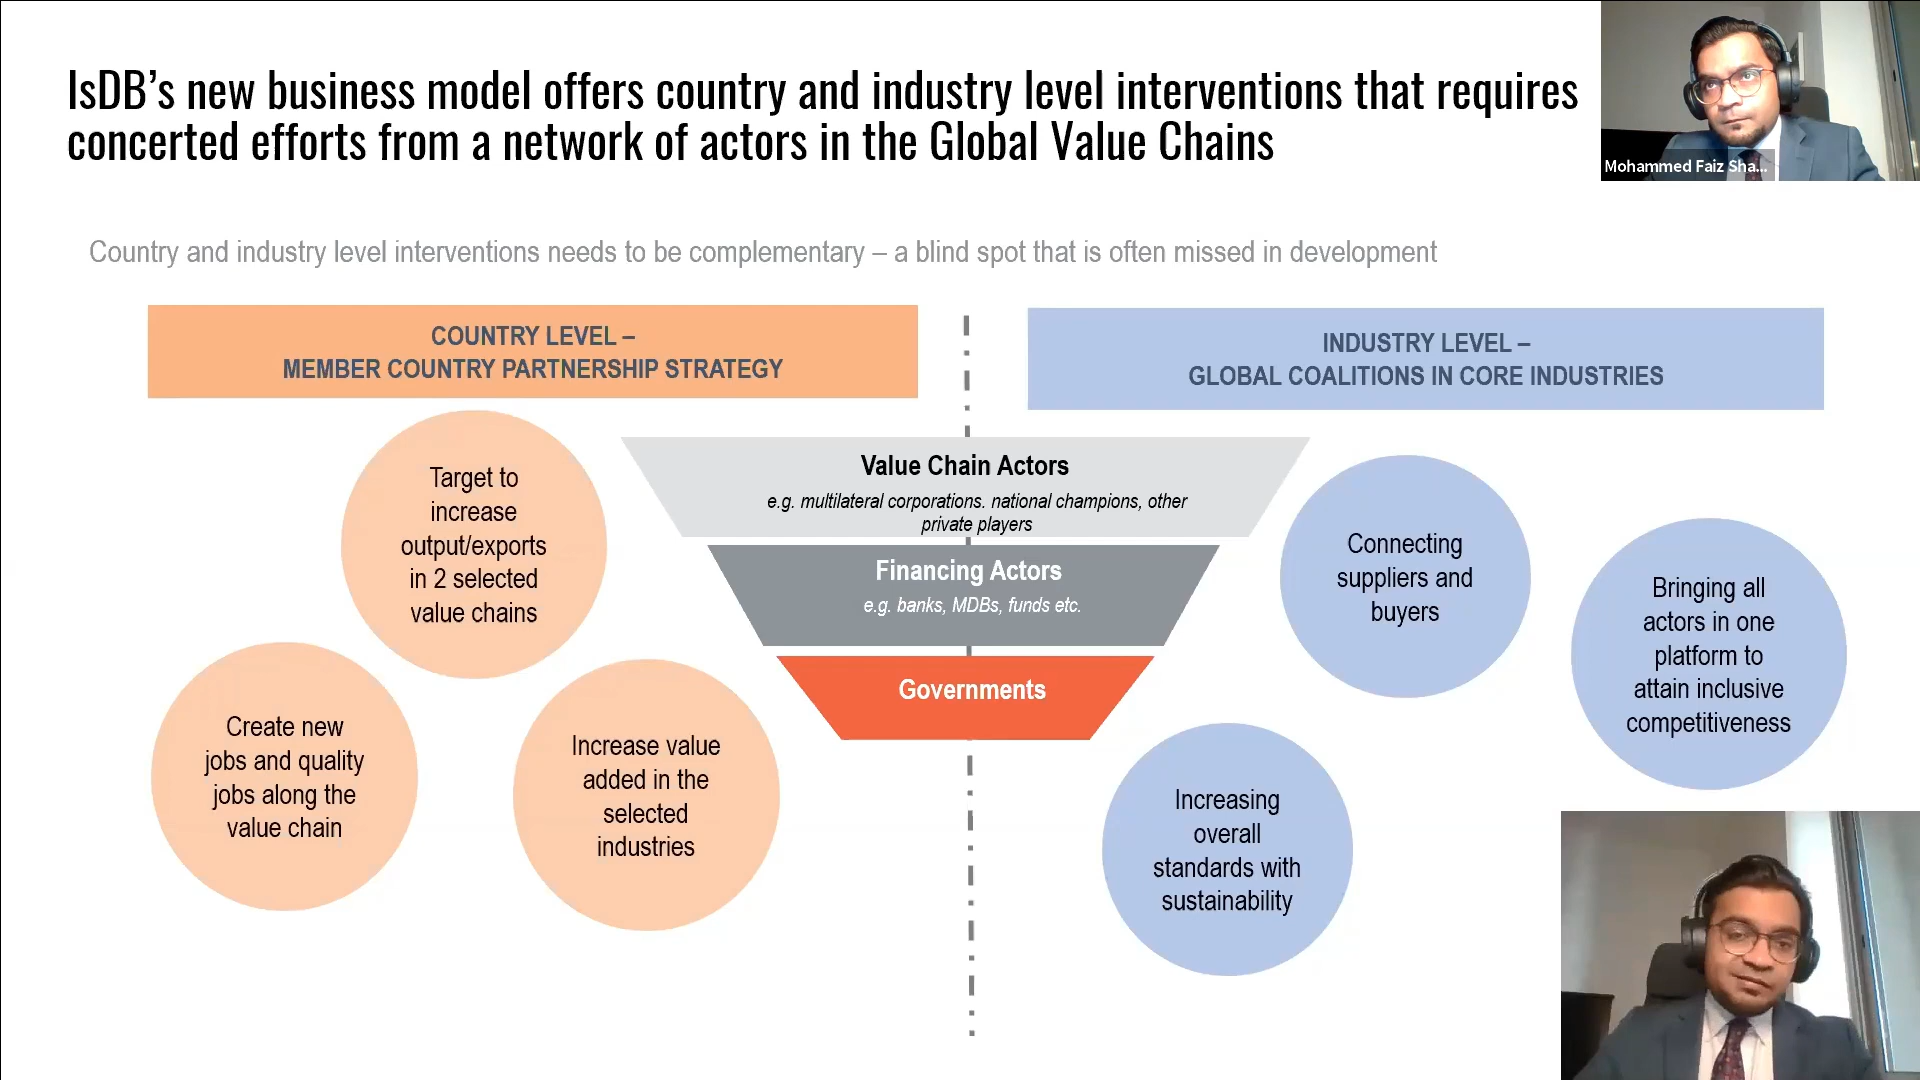 IsDB’s new business model offers country and industry level interventions that requires
concerted efforts from a network of actors in the Global Value Chains
Mohammed Faiz Sha...
Country and industry level interventions needs to be complementary – a blind spot that is often missed in development
COUNTRY LEVEL –
MEMBER COUNTRY PARTNERSHIP STRATEGY
INDUSTRY LEVEL –
GLOBAL COALITIONS IN CORE INDUSTRIES
Target to
increase
output/exports
in 2 selected
value chains
Create new
jobs and quality
jobs along the
value chain
Increase value
added in the
selected
industries
Value Chain Actors
e.g. multilateral corporations. national champions, other
private players
Financing Actors
e.g. banks, MDBs, funds etc.
Governments
Connecting
suppliers and
buyers
Bringing all
actors in one
platform to
attain inclusive
competitiveness
Increasing
overall
standards with
sustainability